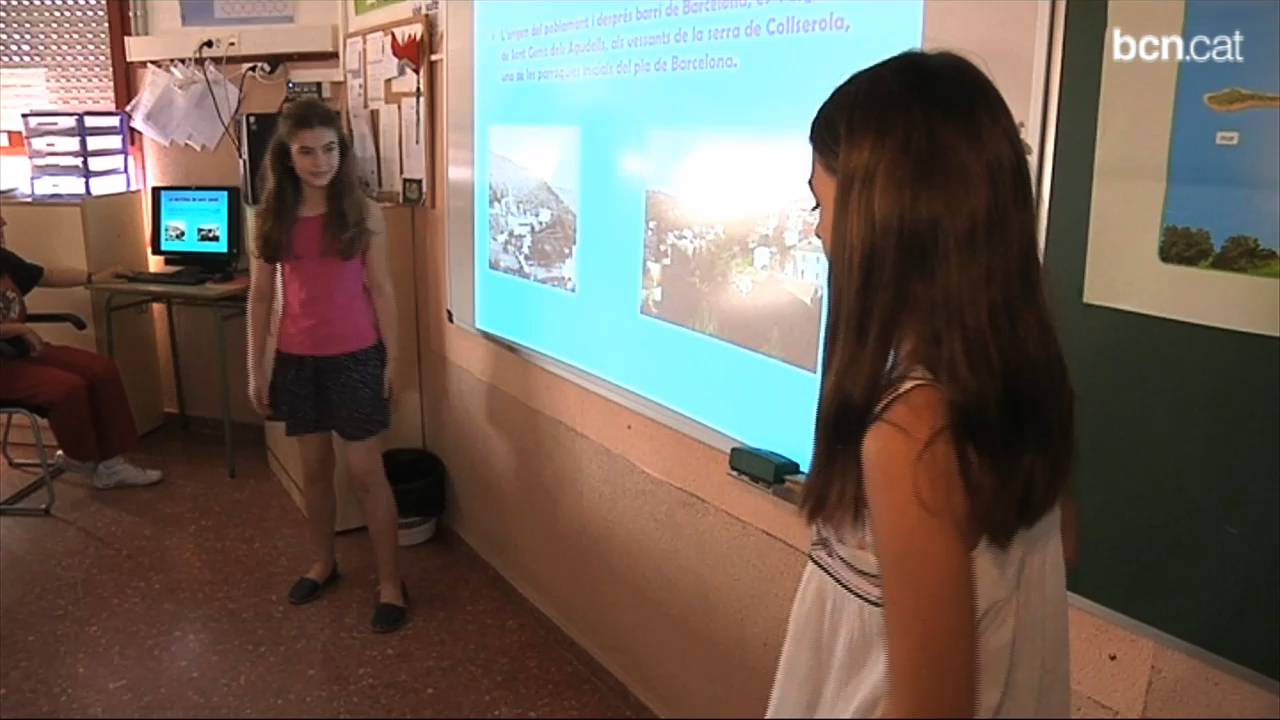 bcn.cat
• L'origen del poblament i després barri de Barcelona,
de Sant Genís dels Agudells, als vessants de la serra de Collserola,
una de les parròquies inicials del pla de Barcelona.
mar